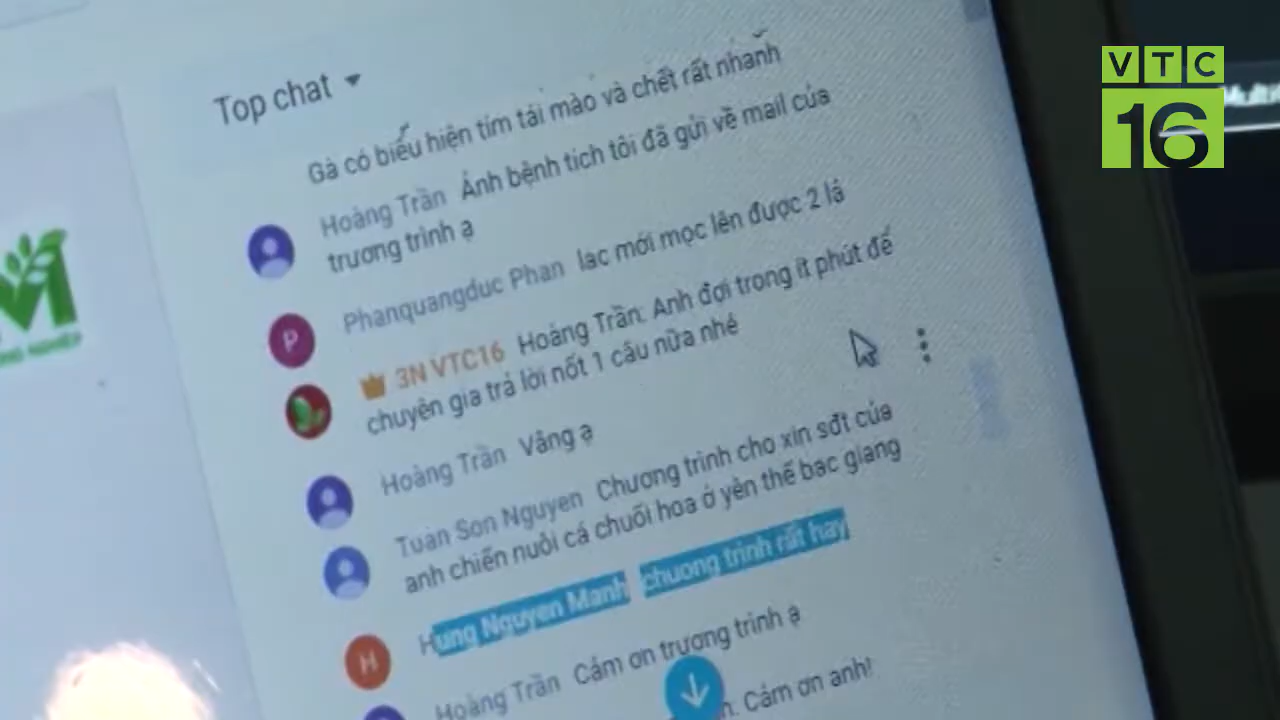 VTC
16
Top chat
Gà có biểu hiện tím tái mào và chết rất nhanh
Hoàng Trần Ảnh bệnh tích tôi đã gửi về mail của
trương trình ạ
P
Phanquangduc Phan lac mới mọc lên được 2 lá
3N VTC16 Hoàng Trần: Anh đợi trong ít phút để
chuyên gia trả lời nốt 1 câu nữa nhé
Hoàng Trần Vâng ạ
Tuan Son Nguyen Chương trình cho xin sđt của
anh chiến nuôi cá chuối hoa ở yên thế bac giang
H
Hung Nguyen Manh chuong trinh rất hay
Hoàng Trần Cảm ơn trương trình ạ
Cảm ơn anh!